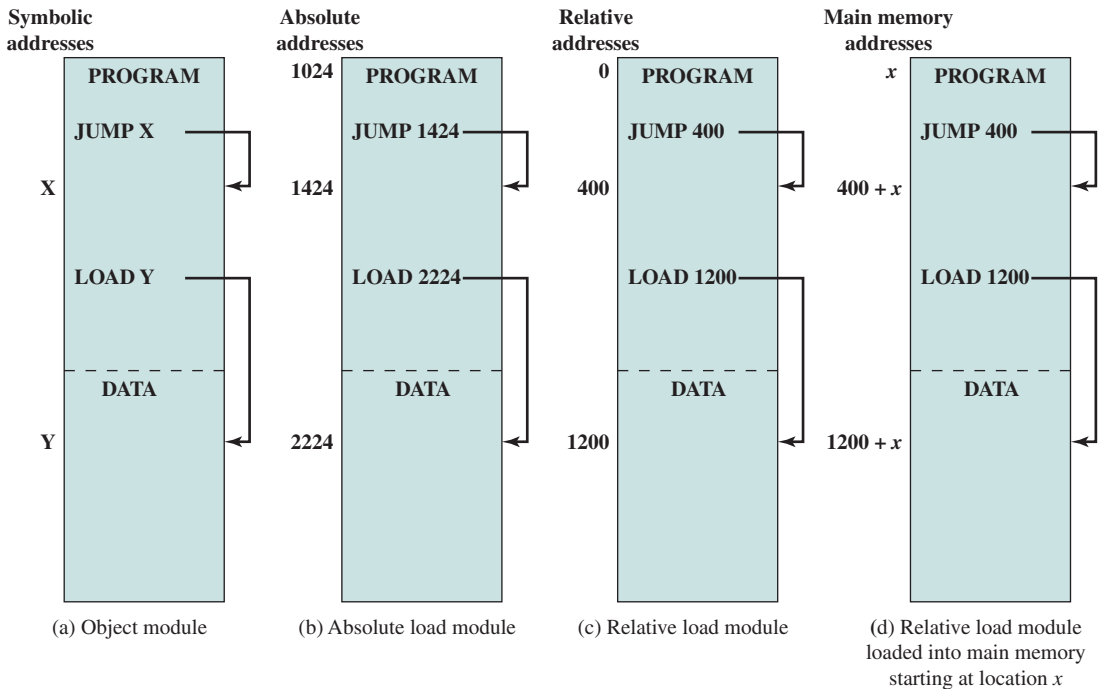 Symbolic
addresses
PROGRAM
JUMP X
X
LOAD Y
DATA
Y
(a) Object module
Absolute
addresses
1024
PROGRAM
JUMP 1424
1424
LOAD 2224
DATA
2224
(b) Absolute load module
Relative
addresses
0
PROGRAM
JUMP 400
400
LOAD 1200
DATA
1200
(c) Relative load module
Main memory
addresses
x
PROGRAM
JUMP 400
400 + x
LOAD 1200
DATA
1200 + x
(d) Relative load module
loaded into main memory
starting at location x